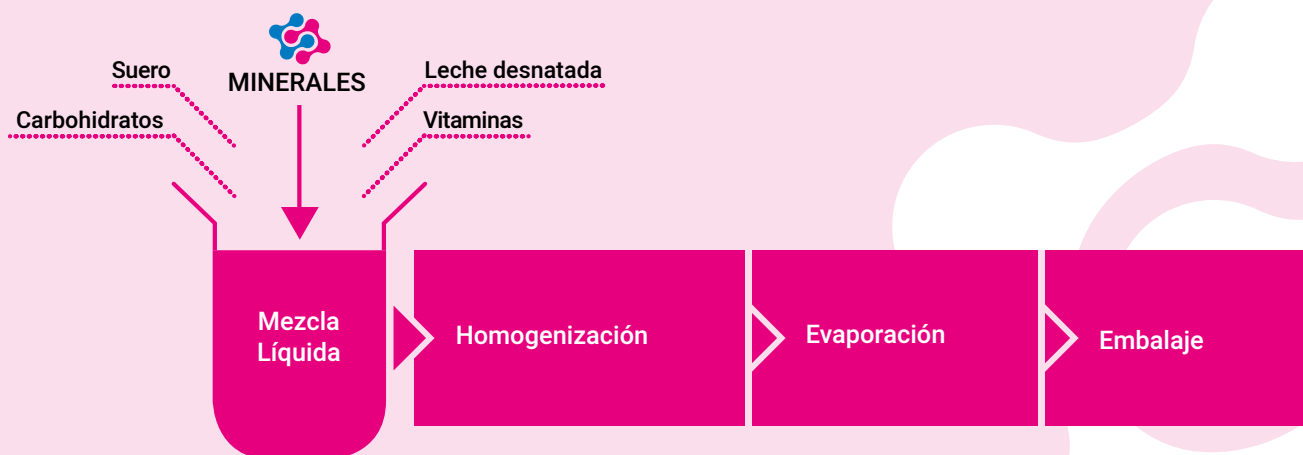 Suero
MINERALES
Leche desnatada
Carbohidratos
Vitaminas
Mezcla
Líquida
Homogenización
Evaporación
Embalaje